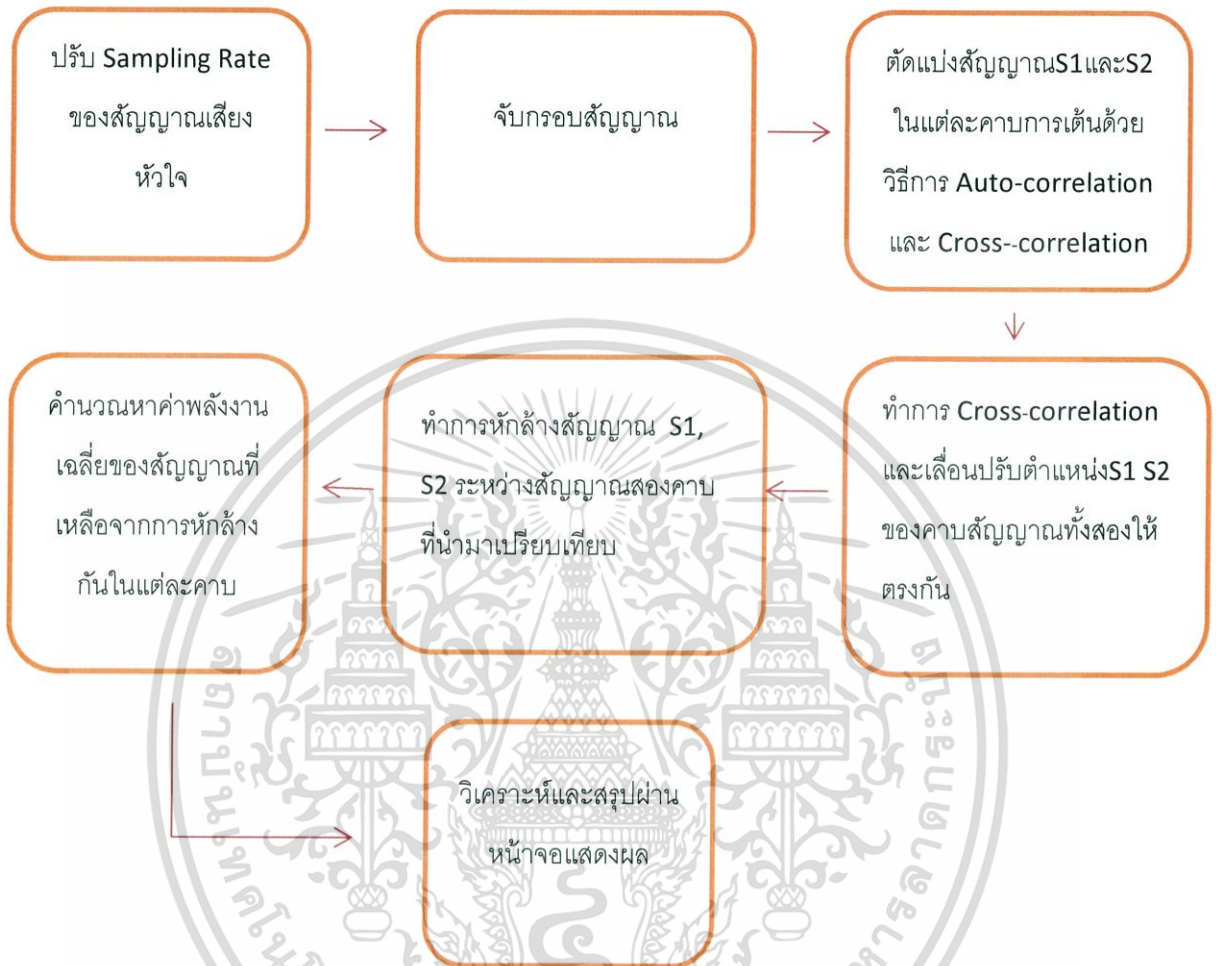 ปรับ Sampling Rate
ของสัญญาณเสียง
หัวใจ
จับกรอบสัญญาณ
ตัดแบ่งสัญญาณS1และS2
ในแต่ละคาบการเต้นด้วย
วิธีการ Auto-correlation
และ Cross--correlation
ทำการ Cross-correlation
และเลื่อนปรับตำแหน่งS1 S2
ของคาบสัญญาณทั้งสองให้
ตรงกัน
ทำการหักล้างสัญญาณ S1,
S2 ระหว่างสัญญาณสองคาบ
ที่นำมาเปรียบเทียบ
คำนวณหาค่าพลังงาน
เฉลี่ยของสัญญาณที่
เหลือจากการหักล้าง
กันในแต่ละคาบ
วิเคราะห์และสรุปผ่าน
หน้าจอแสดงผล